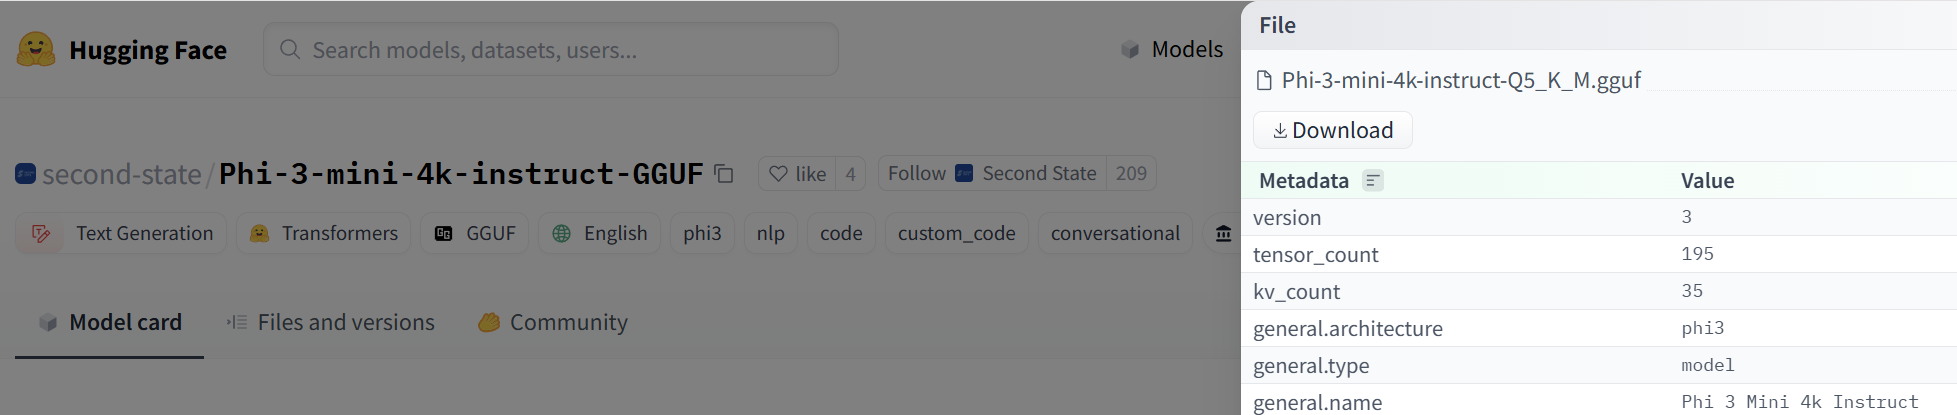 Hugging Face
Search models, datasets, users...
Models
second-state/Phi-3-mini-4k-instruct-GGUF
like 4
Follow Second State 209
Text Generation Transformers GGUF English phi3 nlp code custom_code conversational
Model card Files and versions Community
File
Phi-3-mini-4k-instruct-Q5_K_M.gguf
Download
Metadata Value
version 3
tensor_count 195
kv_count 35
general.architecture phi3
general.type model
general.name Phi 3 Mini 4k Instruct